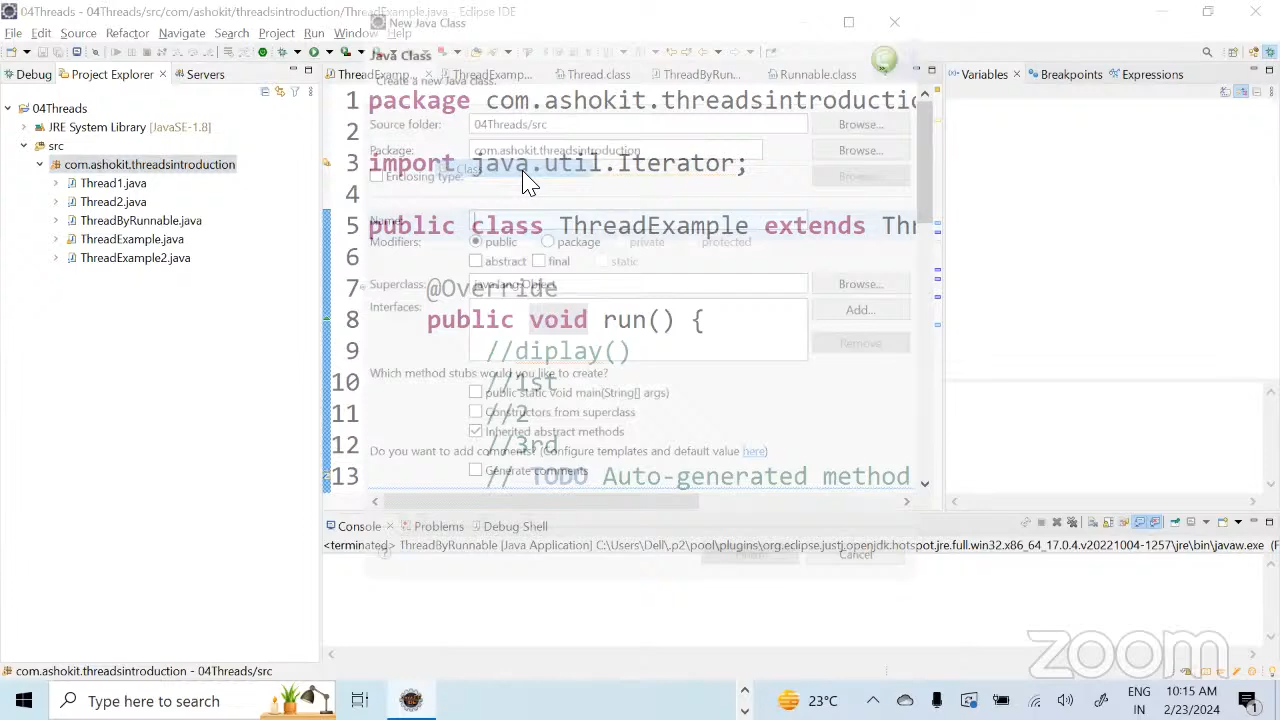 04Threads - 04Threads/src/com/ashokit/threadsintroduction/ThreadExample.java - Eclipse IDE
New Java Class
File Edit Source Refactor Navigate Search Project Run Window Help
Java Class
Create a new Java class.
Debug Project Explorer Servers
ThreadExamp... ThreadExamp... Thread.class ThreadByRun... Runnable.class
Variables Breakpoints Expressions
04Threads
JRE System Library [JavaSE-1.8]
src
com.ashokit.threadsintroduction
Thread1.java
Thread2.java
ThreadByRunnable.java
ThreadExample.java
ThreadExample2.java
1 package com.ashokit.threadsintroductio
2
3 import java.util.Iterator;
4
5 public class ThreadExample extends Thr
6
7 @Override
8 public void run() {
9 //diplay()
10 //1st
11 //2
12 //3rd
13 // TODO Auto-generated method
Source folder: 04Threads/src Browse...
Package: com.ashokit.threadsintroduction Browse...
Class
Enclosing type: Browse...
Name:
Modifiers: public package private protected
abstract final static
Superclass: java.lang.Object Browse...
Interfaces: Add...
Remove
Which method stubs would you like to create?
public static void main(String[] args)
Constructors from superclass
Inherited abstract methods
Do you want to add comments? (Configure templates and default value here)
Generate comments
Cancel
Console Problems Debug Shell
<terminated> ThreadByRunnable [Java Application] C:\Users\Dell\.p2\pool\plugins\org.eclipse.justj.openjdk.hotspot.jre.full.win32.x86_64_17.0.4.v20221004-1257\jre\bin\javaw.exe (F
zoom
com.ashokit.threadsintroduction - 04Threads/src
Type here to search
23°C
ENG
IN
10:15 AM
2/23/2024
1